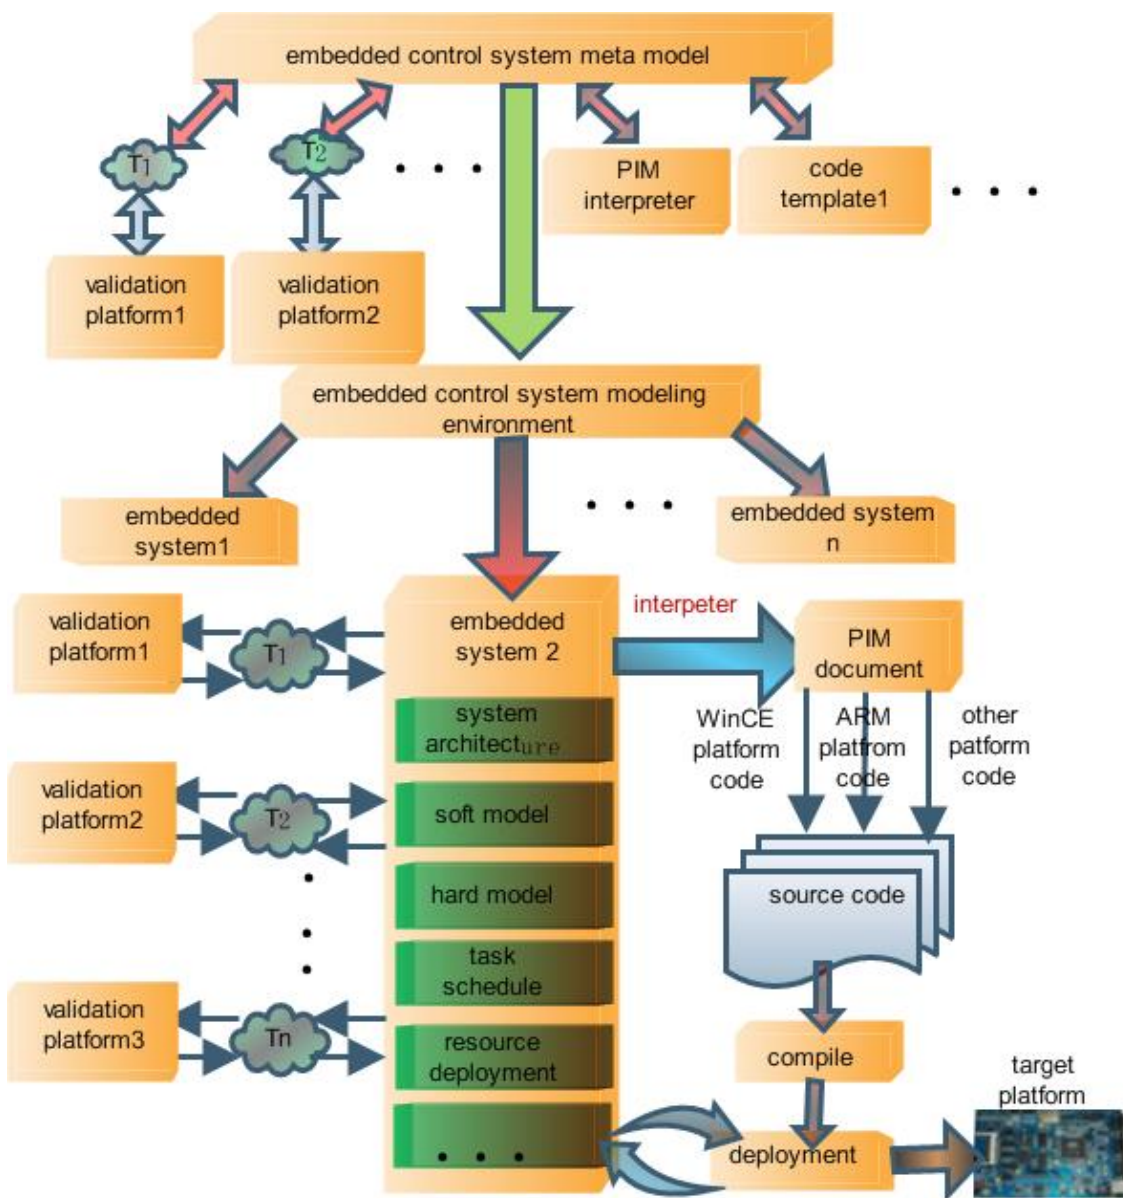 embedded control system meta model
T1
T2
. . .
PIM
interpreter
code
template1
. . .
validation
platform1
validation
platform2
embedded control system modeling
environment
embedded
system1
. . .
embedded system
n
validation
platform1
T1
embedded
system 2
interpeter
PIM
document
system
architecture
WinCE
platform
code
ARM
platfrom
code
other
patform
code
validation
platform2
T2
soft model
hard model
source code
task
schedule
validation
platform3
Tn
resource
deployment
compile
target
platform
. . .
deployment